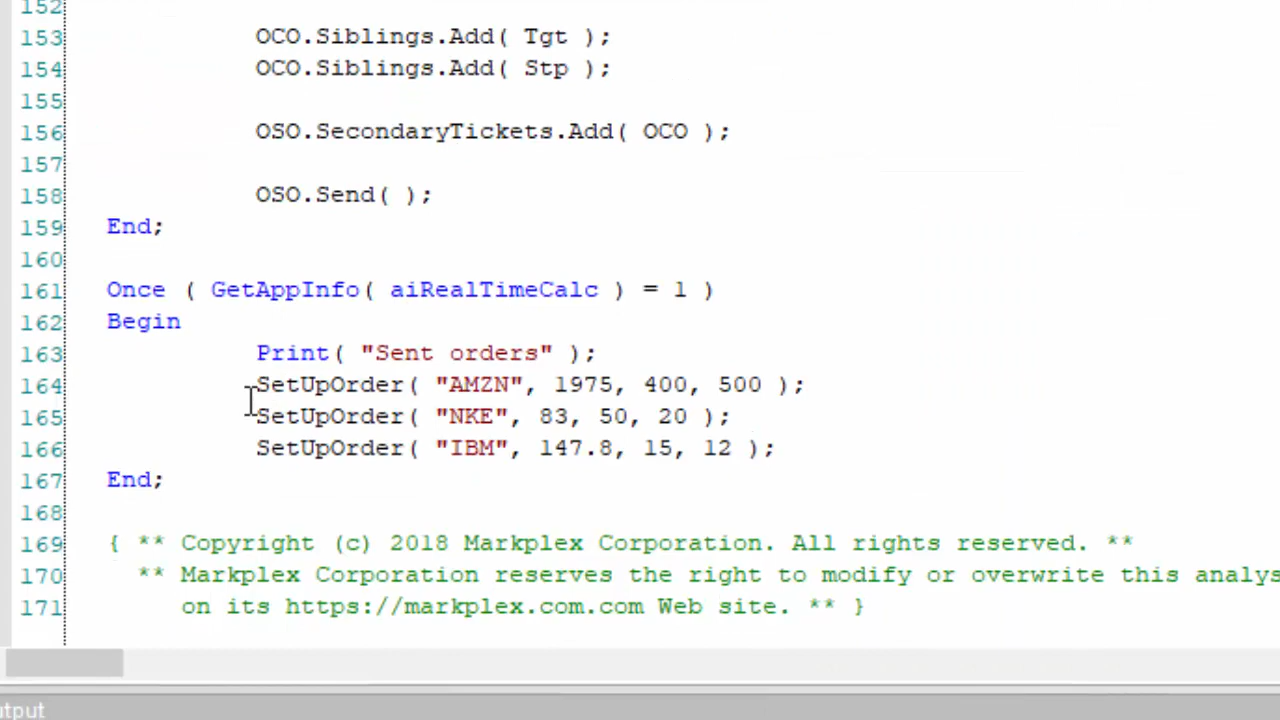 152
153 OCO.Siblings.Add( Tgt );
154 OCO.Siblings.Add( Stp );
155
156 OSO.SecondaryTickets.Add( OCO );
157
158 OSO.Send( );
159 End;
160
161 Once ( GetAppInfo( aiRealTimeCalc ) = 1 )
162 Begin
163 Print( "Sent orders" );
164 SetUpOrder( "AMZN", 1975, 400, 500 );
165 SetUpOrder( "NKE", 83, 50, 20 );
166 SetUpOrder( "IBM", 147.8, 15, 12 );
167 End;
168
169 { ** Copyright (c) 2018 Markplex Corporation. All rights reserved. **
170 ** Markplex Corporation reserves the right to modify or overwrite this analys
171 on its https://markplex.com.com Web site. ** }
utput